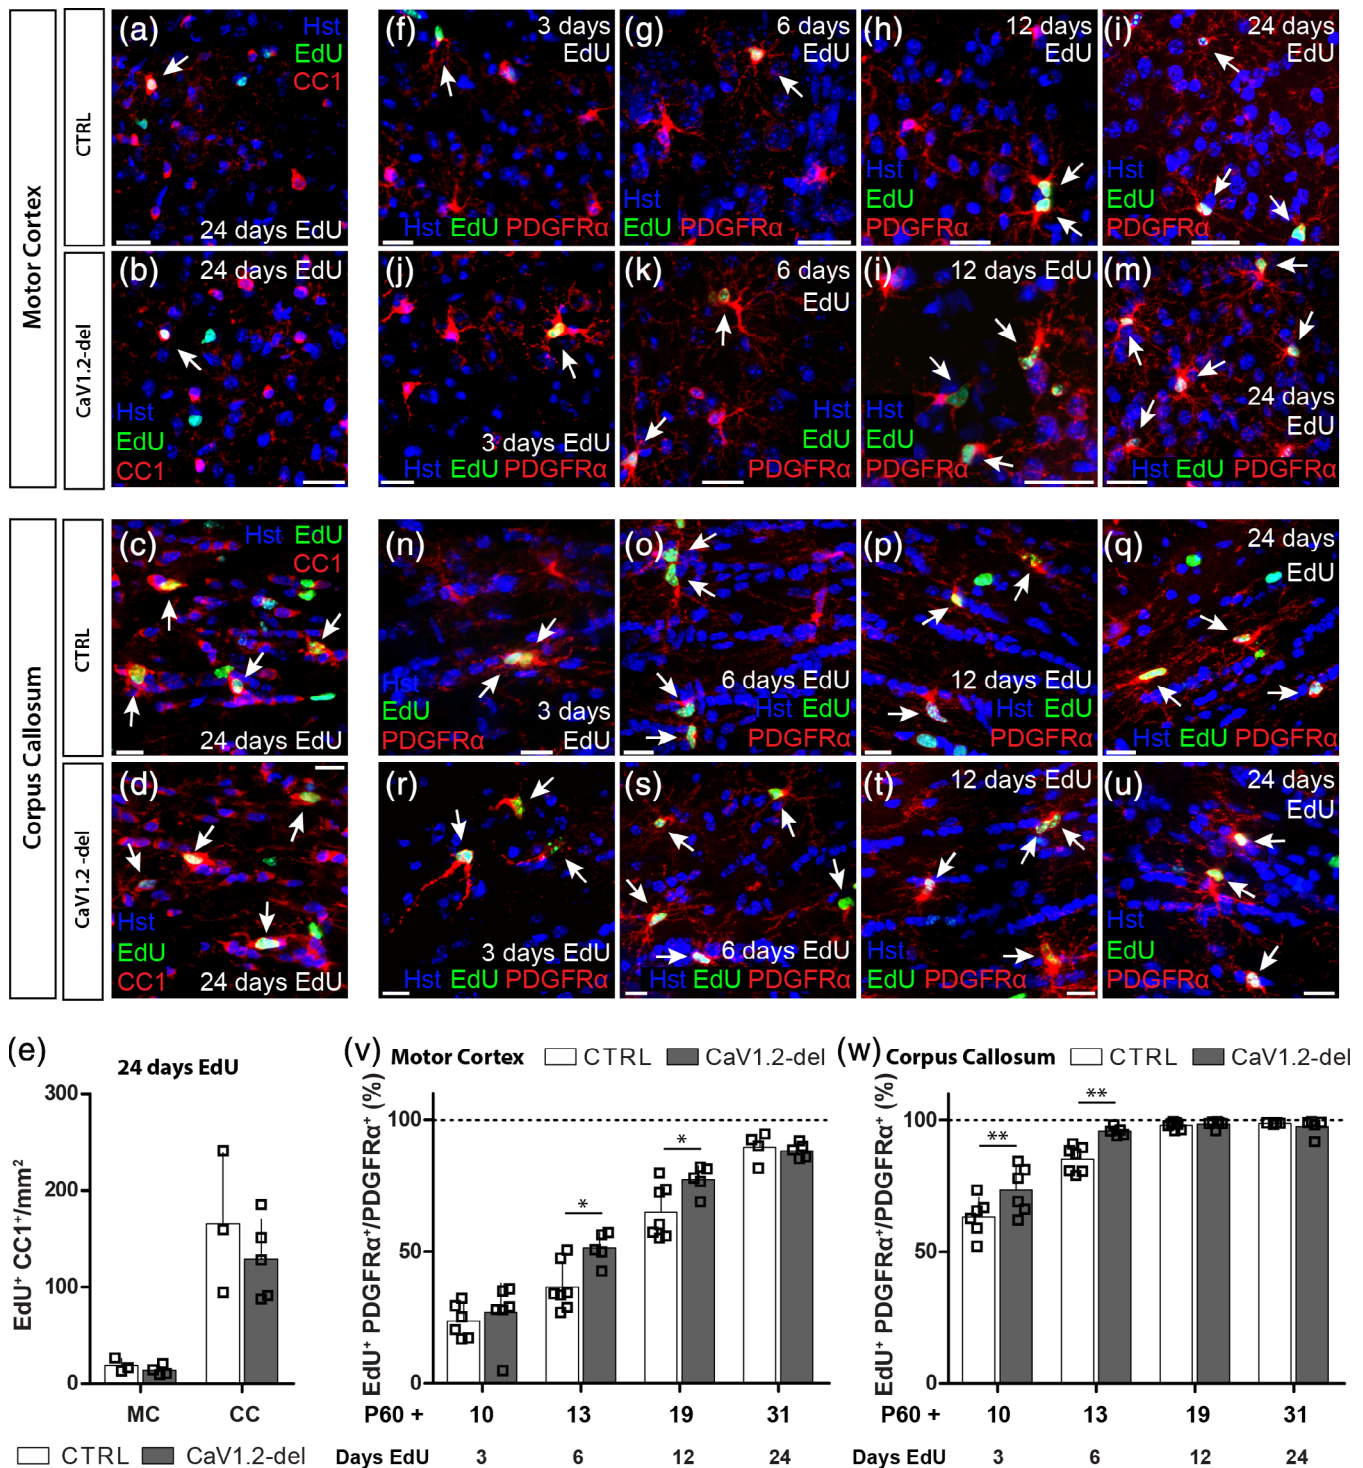 Motor Cortex
CTRL
CaV1.2-del
(a)
Hst
EdU
CC1
24 days EdU
(f)
3 days
EdU
Hst EdU PDGFRα
(g)
6 days
EdU
Hst
EdU PDGFRα
(h)
12 days
EdU
Hst
EdU
PDGFRα
(i)
24 days
EdU
Hst
EdU
PDGFRα
(b)
24 days EdU
Hst
EdU
CC1
(j)
3 days EdU
Hst EdU PDGFRα
(k)
6 days
EdU
Hst
EdU
PDGFRα
(i)
12 days EdU
Hst
EdU
PDGFRα
(m)
24 days
EdU
Hst EdU PDGFRα
Corpus Callosum
CTRL
CaV1.2 -del
(c)
Hst EdU
CC1
24 days EdU
(n)
Hst
EdU
PDGFRα
3 days
EdU
(o)
6 days EdU
Hst EdU
PDGFRα
(p)
12 days EdU
Hst EdU
PDGFRα
(q)
24 days
EdU
Hst EdU PDGFRα
(d)
Hst
EdU
CC1
24 days EdU
(r)
3 days EdU
Hst EdU PDGFRα
(s)
6 days EdU
Hst EdU PDGFRα
(t)
12 days EdU
Hst
EdU PDGFRα
(u)
24 days
EdU
Hst
EdU
PDGFRα
(e)
24 days EdU
EdU⁺ CC1⁺/mm²
300
200
100
0
MC CC
CTRL CaV1.2-del
(v) Motor Cortex CTRL CaV1.2-del
EdU⁺ PDGFRα⁺/PDGFRα⁺ (%)
100
50
0
* *
P60 + 10 13 19 31
Days EdU 3 6 12 24
(w) Corpus Callosum CTRL CaV1.2-del
EdU⁺ PDGFRα⁺/PDGFRα⁺ (%)
100
50
0
** **
P60 + 10 13 19 31
Days EdU 3 6 12 24